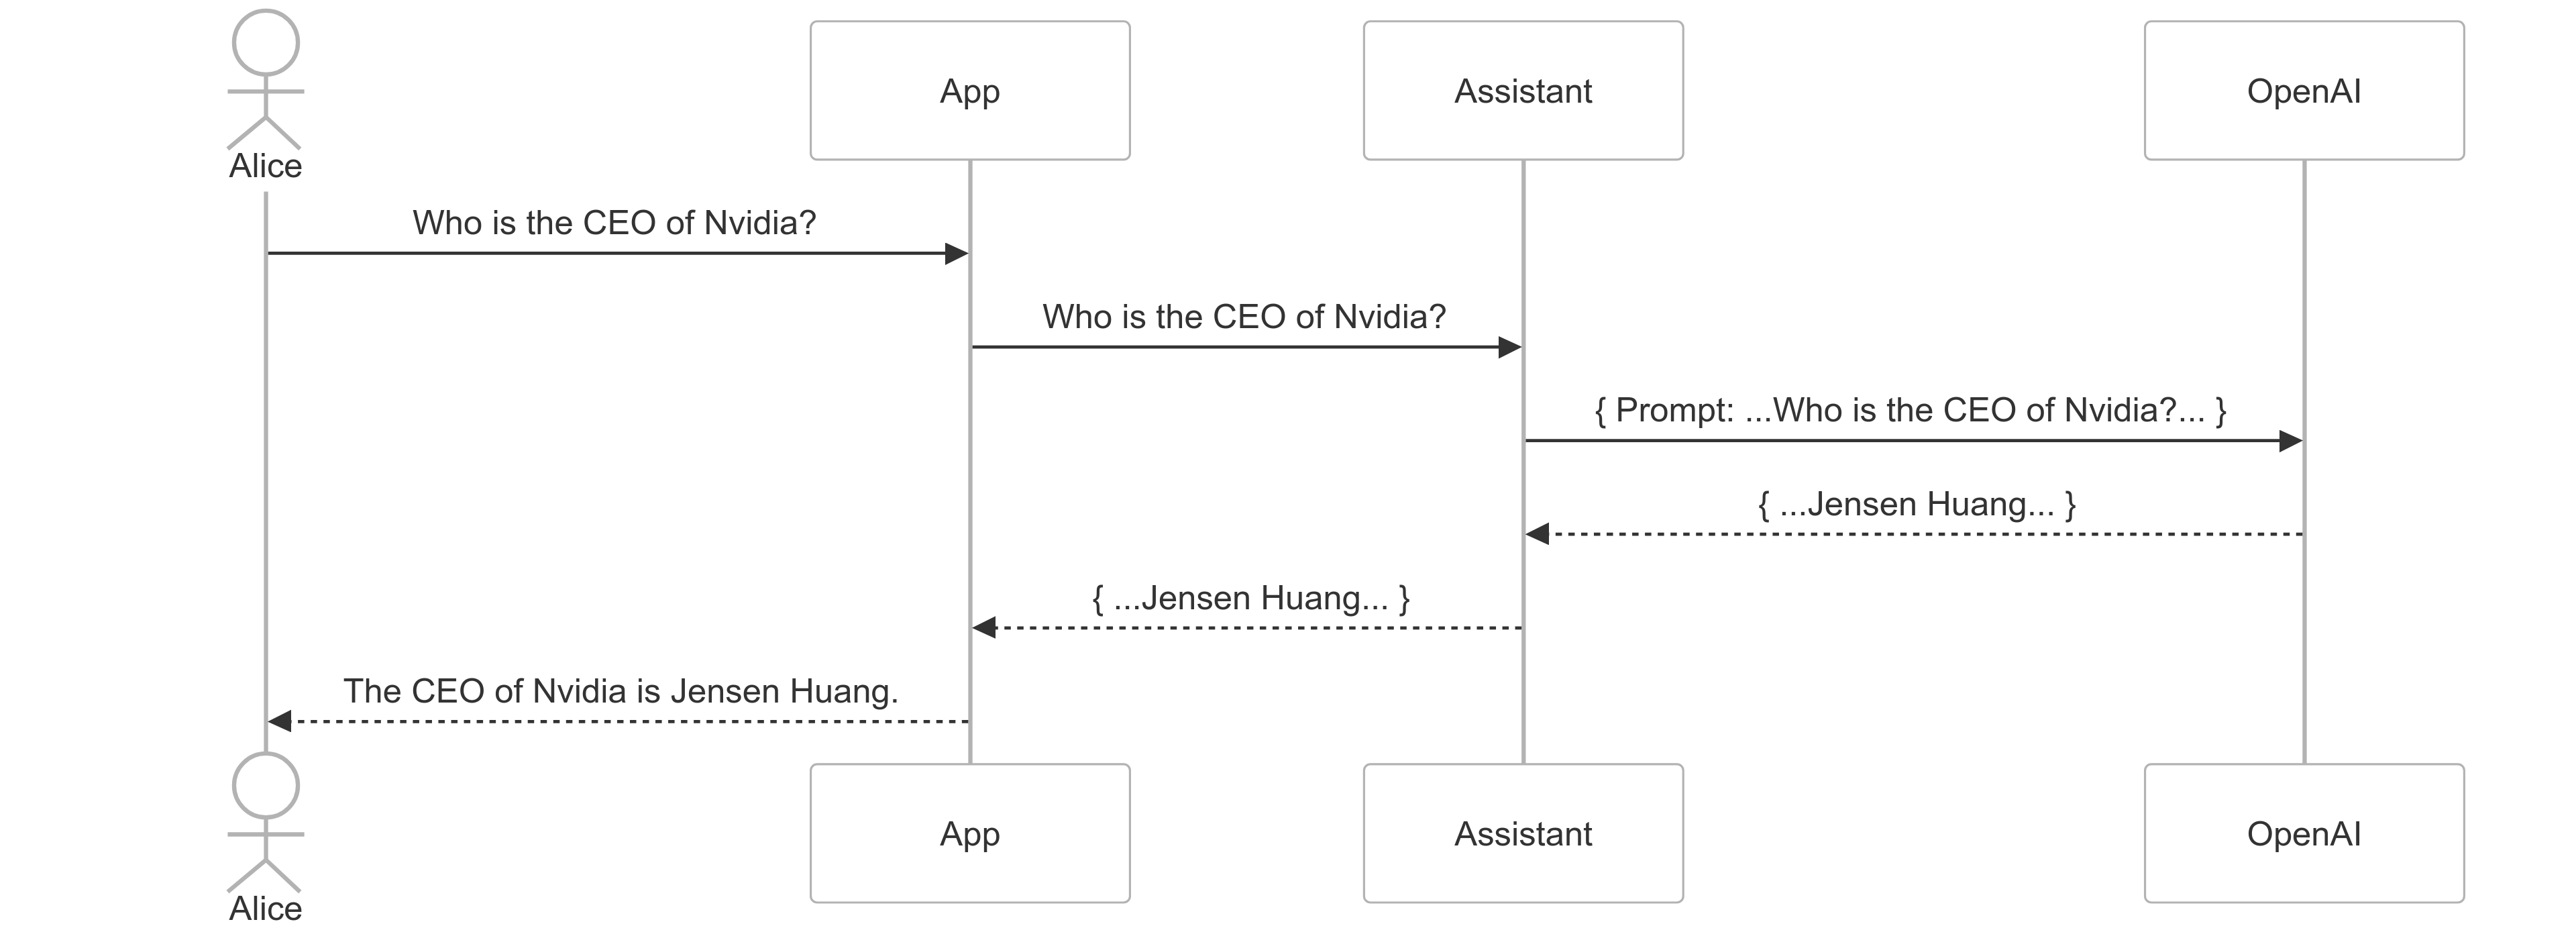 App
Assistant
OpenAI
Alice
Who is the CEO of Nvidia?
Who is the CEO of Nvidia?
{ Prompt: ...Who is the CEO of Nvidia?... }
{ ...Jensen Huang... }
{ ...Jensen Huang... }
The CEO of Nvidia is Jensen Huang.
App
Assistant
OpenAI
Alice